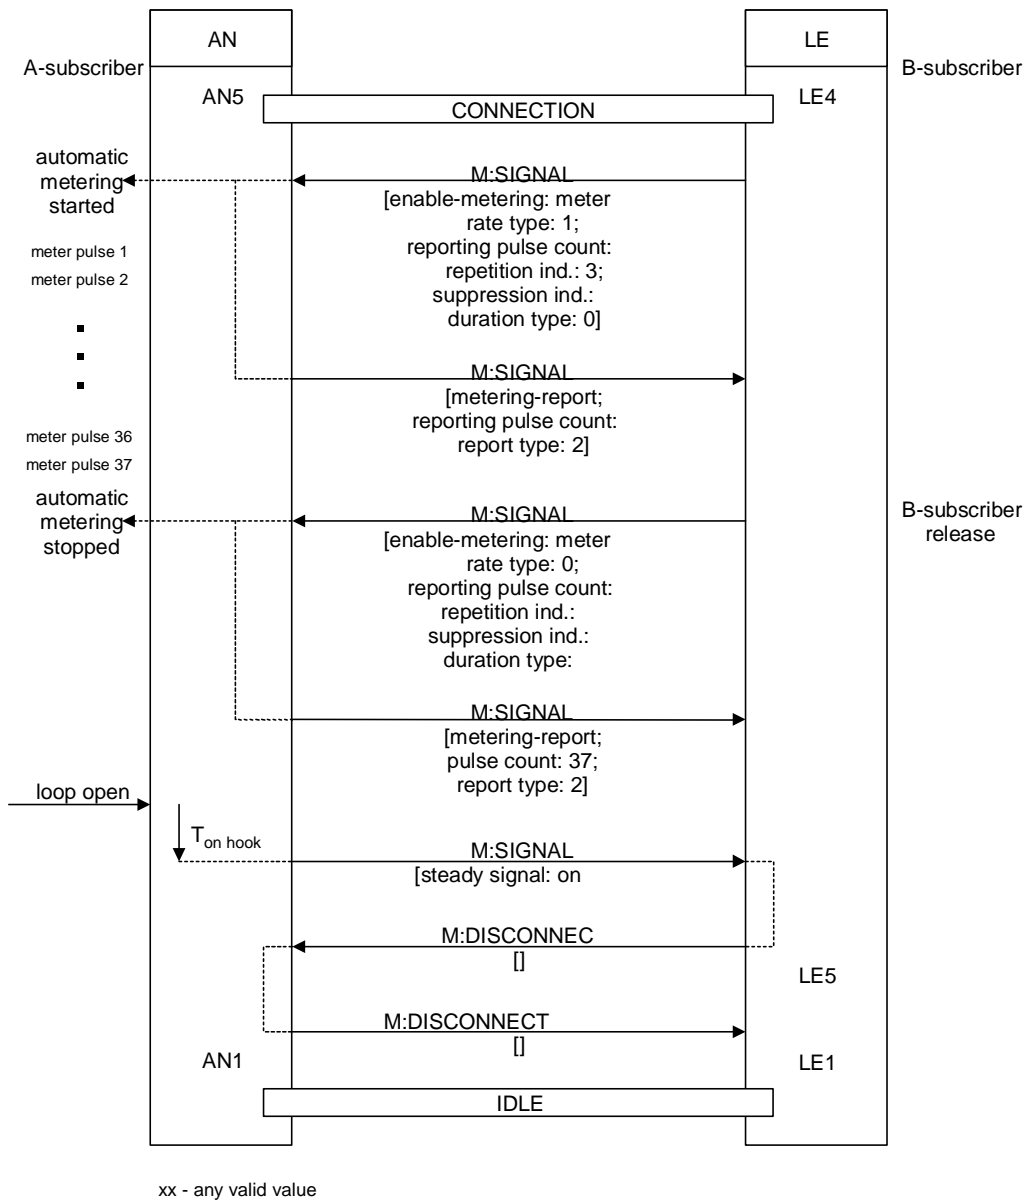 AN
LE
A-subscriber
B-subscriber
AN5
LE4
CONNECTION
automatic
metering
started
M:SIGNAL
[enable-metering: meter
rate type: 1;
reporting pulse count:
repetition ind.: 3;
suppression ind.:
duration type: 0]
meter pulse 1
meter pulse 2
M:SIGNAL
[metering-report;
reporting pulse count:
report type: 2]
meter pulse 36
meter pulse 37
automatic
metering
stopped
M:SIGNAL
[enable-metering: meter
rate type: 0;
reporting pulse count:
repetition ind.:
suppression ind.:
duration type:
B-subscriber
release
M:SIGNAL
[metering-report;
pulse count: 37;
report type: 2]
loop open
Ton hook
M:SIGNAL
[steady signal: on
M:DISCONNEC
[]
LE5
M:DISCONNECT
[]
AN1
LE1
IDLE
xx - any valid value